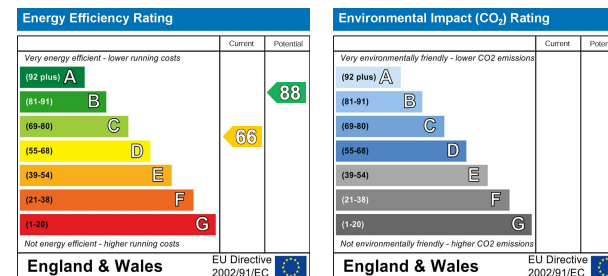 Energy Efficiency Rating
Current Potential
Very energy efficient - lower running costs
(92 plus) A
(81-91) B
(69-80) C
(55-68) D
(39-54) E
(21-38) F
(1-20) G
66
88
Not energy efficient - higher running costs
England & Wales
EU Directive
2002/91/EC
Environmental Impact (CO₂) Rating
Current Poten
Very environmentally friendly - lower CO2 emissions
(92 plus) A
(81-91) B
(69-80) C
(55-68) D
(39-54) E
(21-38) F
(1-20) G
Not environmentally friendly - higher CO2 emissions
England & Wales
EU Directive
2002/91/EC